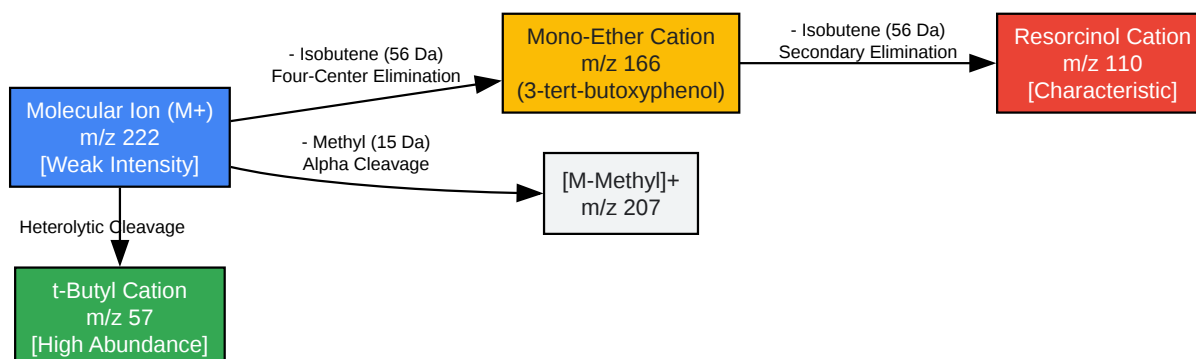 - Isobutene (56 Da)
Four-Center Elimination
Mono-Ether Cation
m/z 166
(3-tert-butoxyphenol)
- Isobutene (56 Da)
Secondary Elimination
Resorcinol Cation
m/z 110
[Characteristic]
Molecular Ion (M+)
m/z 222
[Weak Intensity]
- Methyl (15 Da)
Alpha Cleavage
[M-Methyl]+
m/z 207
Heterolytic Cleavage
t-Butyl Cation
m/z 57
[High Abundance]